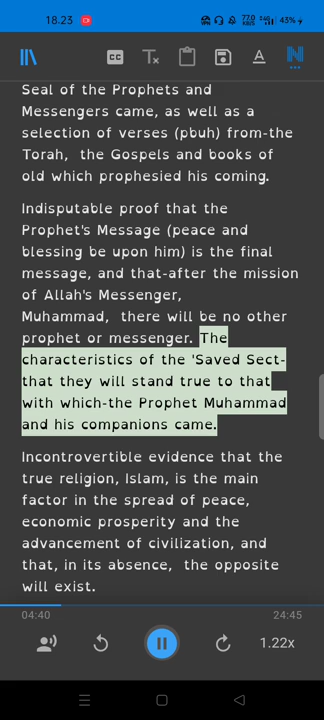 18.23
77.0
KB/S
43%
CC
Seal of the Prophets and
Messengers came, as well as a
selection of verses (pbuh) from-the
Torah,  the Gospels and books of
old which prophesied his coming.
Indisputable proof that the
Prophet's Message (peace and
blessing be upon him) is the final
message, and that-after the mission
of Allah's Messenger,
Muhammad,  there will be no other
prophet or messenger. The
characteristics of the 'Saved Sect-
that they will stand true to that
with which-the Prophet Muhammad
and his companions came.
Incontrovertible evidence that the
true religion, Islam, is the main
factor in the spread of peace,
economic prosperity and the
advancement of civilization, and
that, in its absence,  the opposite
will exist.
04:40
24:45
1.22x